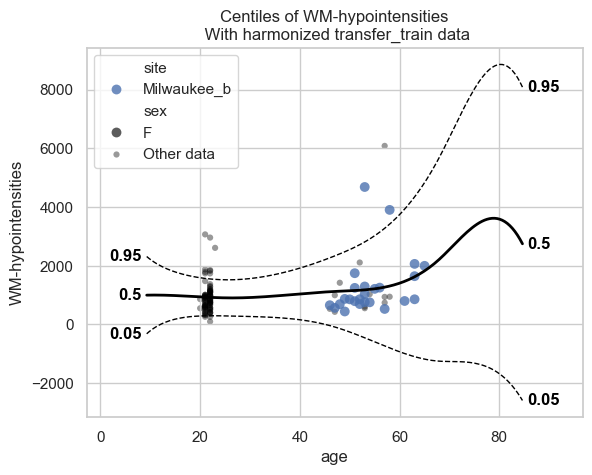 Centiles of WM-hypointensities
With harmonized transfer_train data
site
Milwaukee_b
sex
F
Other data
WM-hypointensities
8000
6000
4000
2000
0
−2000
0.95
0.5
0.05
0.95
0.5
0.05
0
20
40
60
80
age